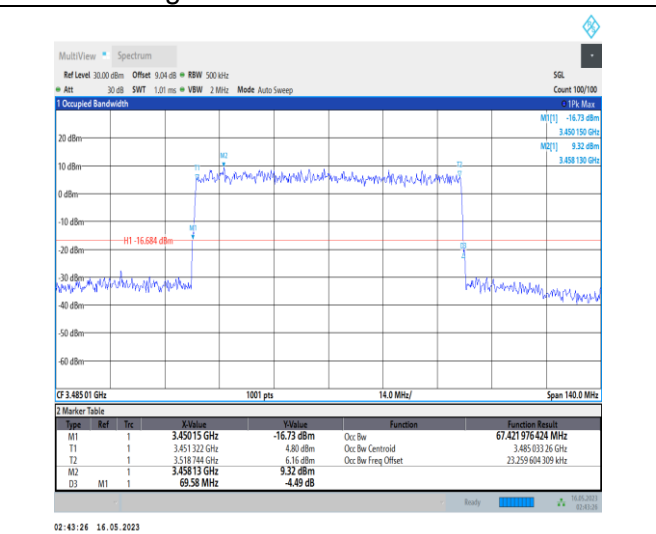 MultiView Spectrum
Ref Level 30.00 dBm Offset 9.04 dB RBW 500 kHz SGL
Att 30 dB SWT 1.01 ms VBW 2 MHz Mode Auto Sweep Count 100/100
1 Occupied Bandwidth 1Pk Max
M1[1] -16.73 dBm
3.450 150 GHz
M2[1] 9.32 dBm
3.458 130 GHz
20 dBm
M2
T1
T2
10 dBm
0 dBm
-10 dBm
M1
H1 -16.684 dBm
-20 dBm
-30 dBm
-40 dBm
-50 dBm
-60 dBm
CF 3.485 01 GHz 1001 pts 14.0 MHz/ Span 140.0 MHz
2 Marker Table
Type Ref Trc X-Value Y-Value Function Function Result
M1 1 3.45015 GHz -16.73 dBm Occ Bw 67.421 976 424 MHz
T1 1 3.451 322 GHz 4.80 dBm Occ Bw Centroid 3.485 033 26 GHz
T2 1 3.518 744 GHz 6.16 dBm Occ Bw Freq Offset 23.259 604 309 kHz
M2 1 3.45813 GHz 9.32 dBm
D3 M1 1 69.58 MHz -4.49 dB
Ready 16.05.2023
02:43:26
02:43:26 16.05.2023